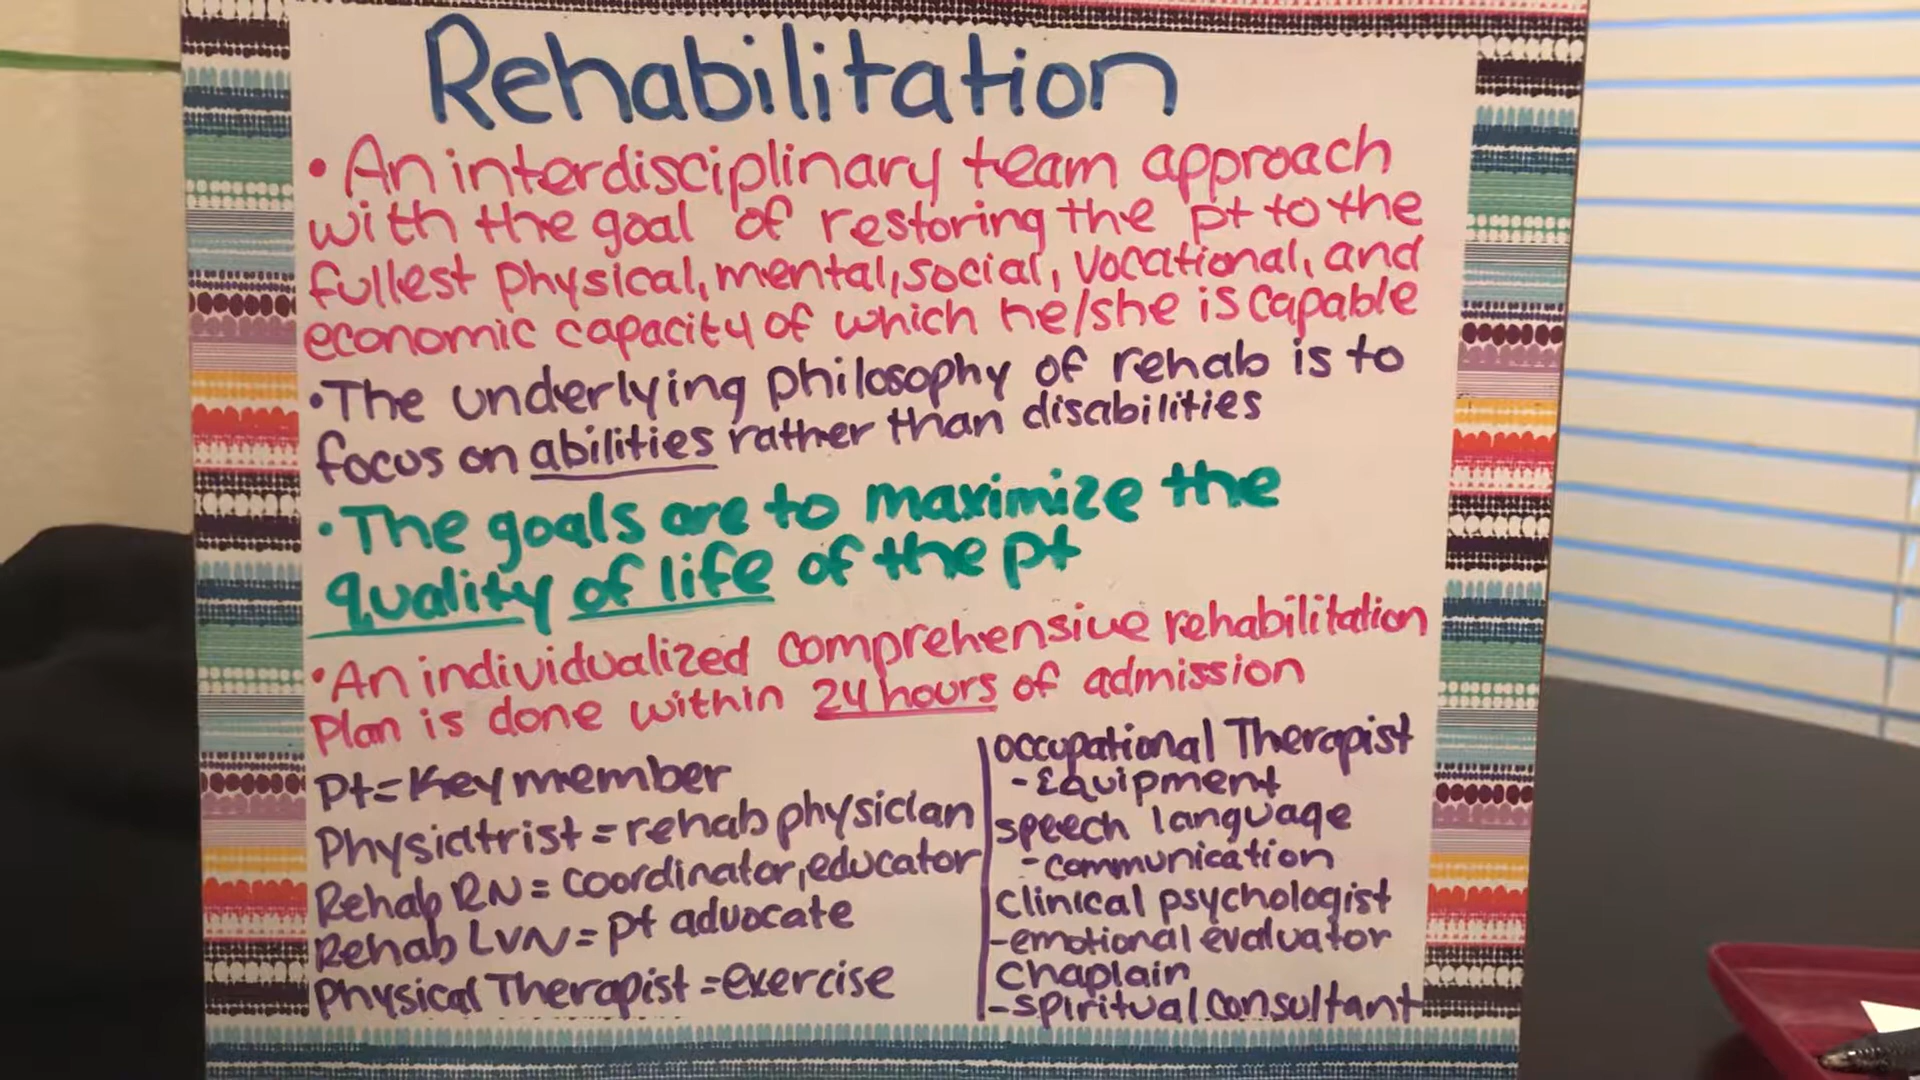 Rehabilitation
• An interdisciplinary team approach
with the goal of restoring the pt to the
fullest physical, mental, social, vocational, and
economic capacity of which he/she is capable
• The underlying philosophy of rehab is to
focus on abilities rather than disabilities
• The goals are to maximize the
quality of life of the pt
• An individualized comprehensive rehabilitation
Plan is done within 24 hours of admission
Pt = Key member
Physiatrist = rehab physician
Rehab RN = coordinator, educator
Rehab LVN = pt advocate
Physical Therapist = exercise
occupational Therapist
- Equipment
speech language
- communication
clinical psychologist
- emotional evaluator
chaplain
- spiritual consultant